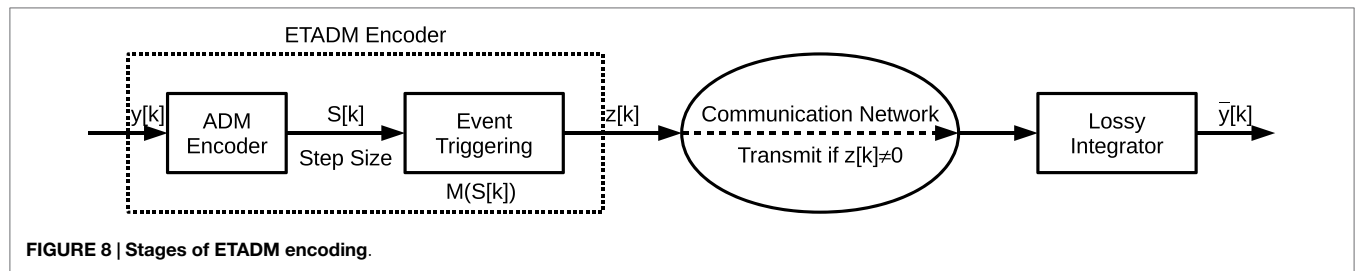 ETADM Encoder
y[k]
ADM
Encoder
S[k]
Step Size
Event
Triggering
M(S[k])
z[k]
Communication Network
Transmit if z[k]≠0
Lossy
Integrator
ȳ[k]
FIGURE 8 | Stages of ETADM encoding.